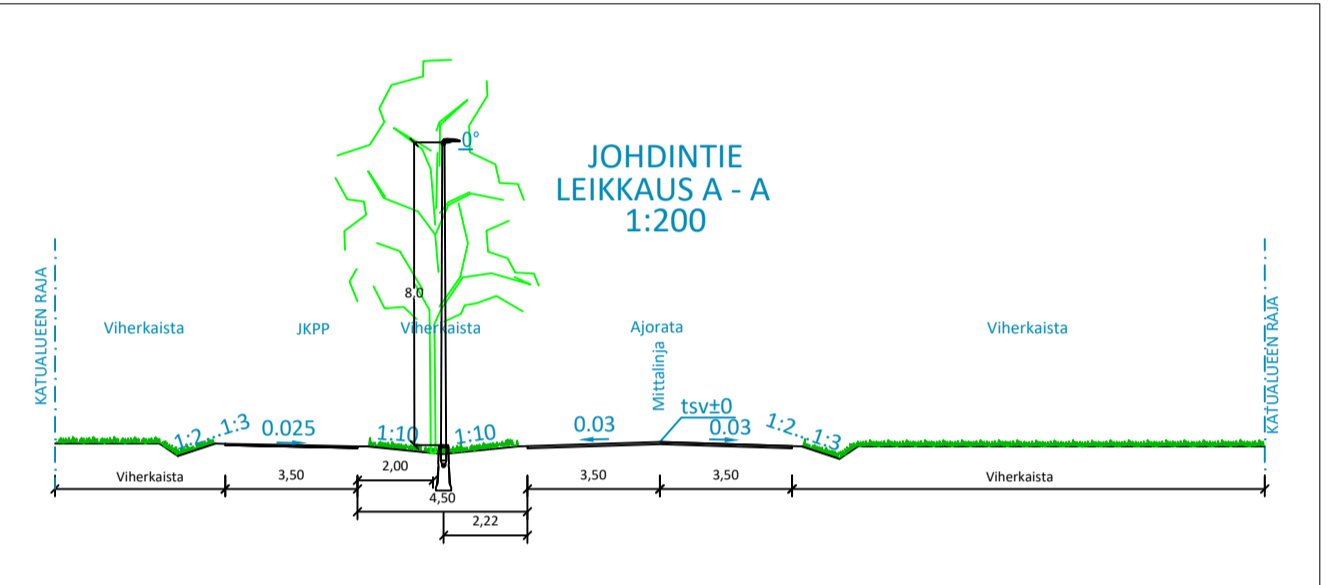 0°
JOHDINTIE
LEIKKAUS A - A
1:200
8,0
KATUALUEEN RAJA
Viherkaista
JKPP
Viherkaista
Ajorata
Mittalinja
Viherkaista
KATUALUEEN RAJA
1:2...1:3
0.025
1:10
1:10
0.03
tsv±0
0.03
1:2...1:3
Viherkaista
3,50
2,00
4,50
2,22
3,50
3,50
Viherkaista